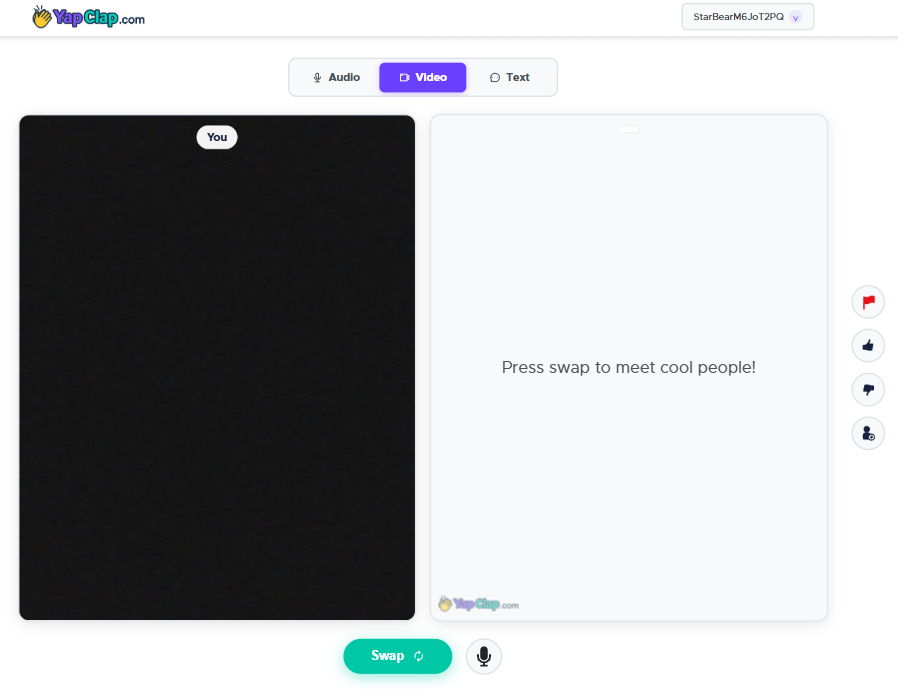 YapClap.com
StarBearM6JoT2PQ
Audio
Video
Text
You
Press swap to meet cool people!
YapClap.com
Swap